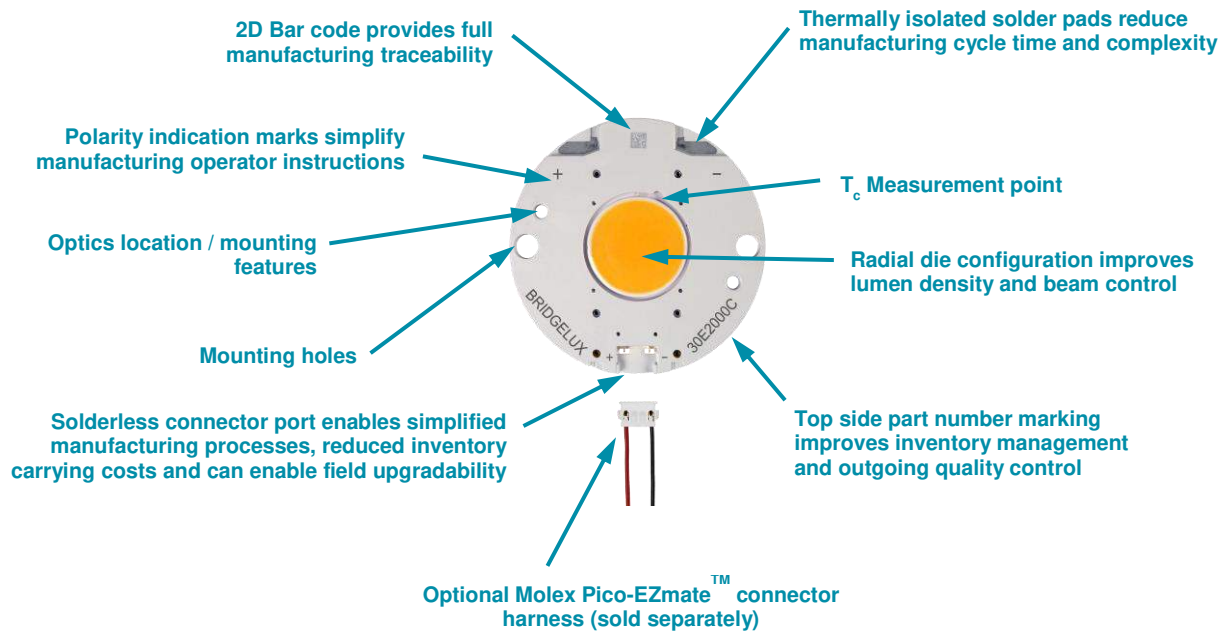 2D Bar code provides full
manufacturing traceability
Thermally isolated solder pads reduce
manufacturing cycle time and complexity
Polarity indication marks simplify
manufacturing operator instructions
+
-
Tc Measurement point
Optics location / mounting
features
Radial die configuration improves
lumen density and beam control
BRIDGELUX
30E2000C
Mounting holes
+
-
Solderless connector port enables simplified
manufacturing processes, reduced inventory
carrying costs and can enable field upgradability
Top side part number marking
improves inventory management
and outgoing quality control
Optional Molex Pico-EZmate™ connector
harness (sold separately)